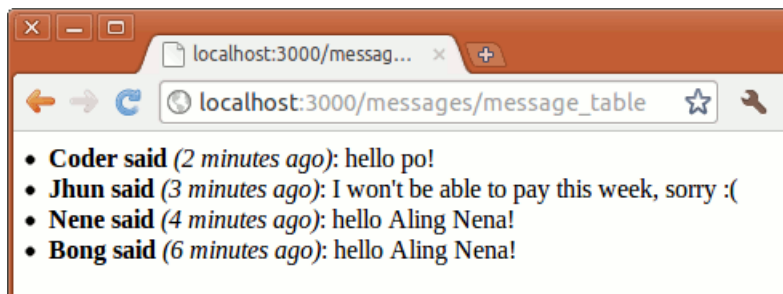 localhost:3000/messag...
localhost:3000/messages/message_table
• Coder said (2 minutes ago): hello po!
• Jhun said (3 minutes ago): I won't be able to pay this week, sorry :(
• Nene said (4 minutes ago): hello Aling Nena!
• Bong said (6 minutes ago): hello Aling Nena!